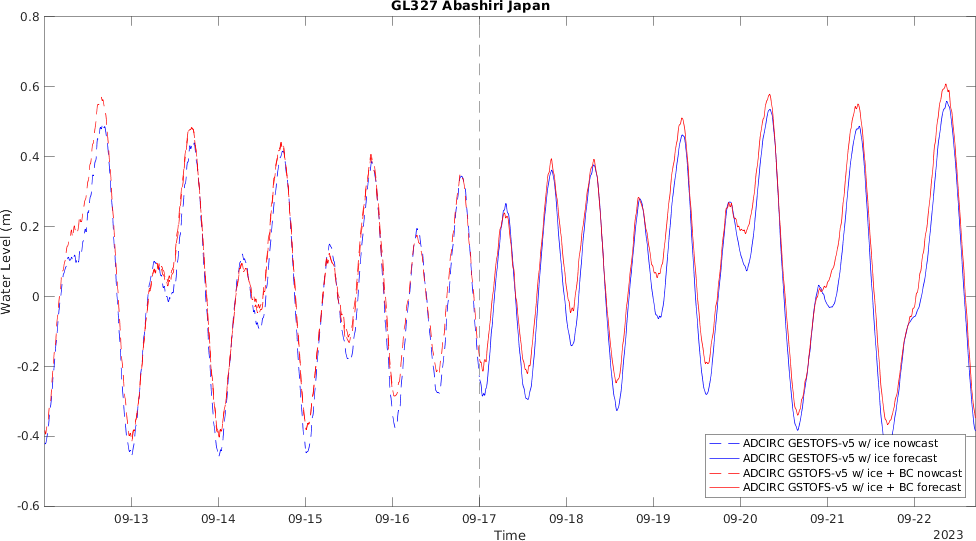 GL327 Abashiri Japan
0.8
0.6
0.4
0.2
0
-0.2
-0.4
-0.6
Water Level (m)
ADCIRC GESTOFS-v5 w/ ice nowcast
ADCIRC GESTOFS-v5 w/ ice forecast
ADCIRC GSTOFS-v5 w/ ice + BC nowcast
ADCIRC GSTOFS-v5 w/ ice + BC forecast
09-13 09-14 09-15 09-16 09-17 09-18 09-19 09-20 09-21 09-22
Time
2023